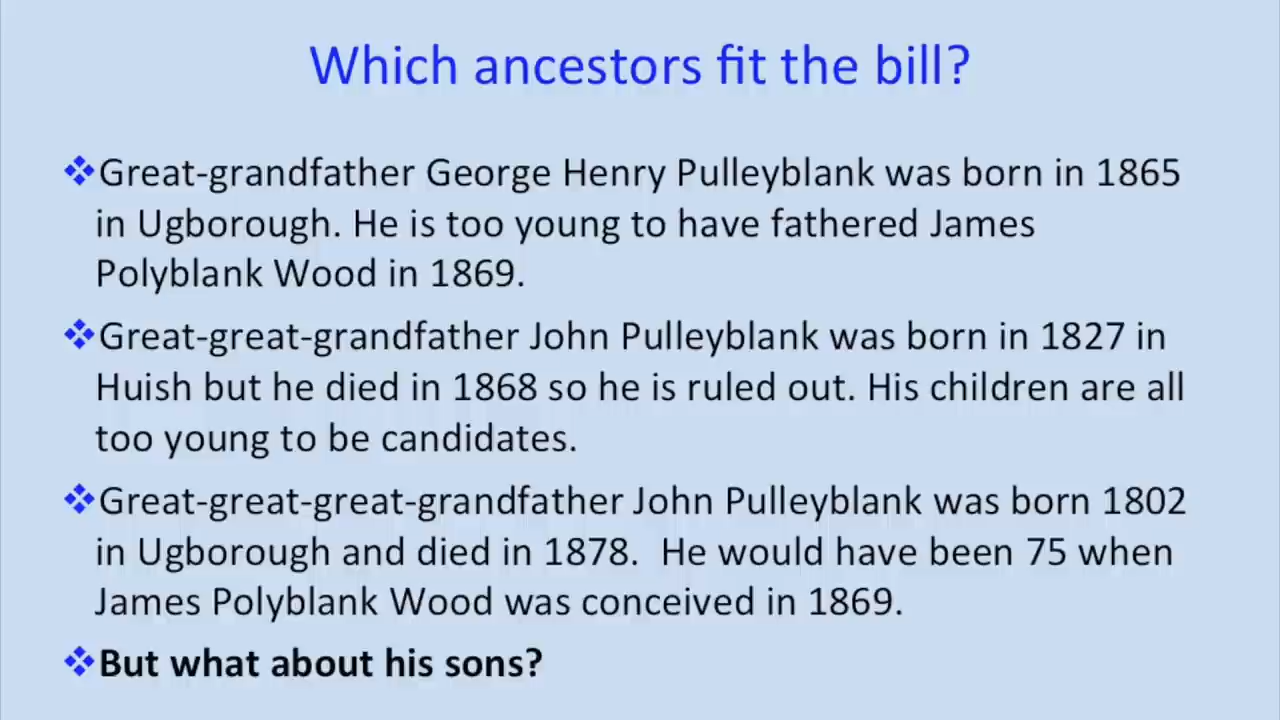 Which ancestors fit the bill?
❖Great-grandfather George Henry Pulleyblank was born in 1865
in Ugborough. He is too young to have fathered James
Polyblank Wood in 1869.
❖Great-great-grandfather John Pulleyblank was born in 1827 in
Huish but he died in 1868 so he is ruled out. His children are all
too young to be candidates.
❖Great-great-great-grandfather John Pulleyblank was born 1802
in Ugborough and died in 1878.  He would have been 75 when
James Polyblank Wood was conceived in 1869.
❖But what about his sons?